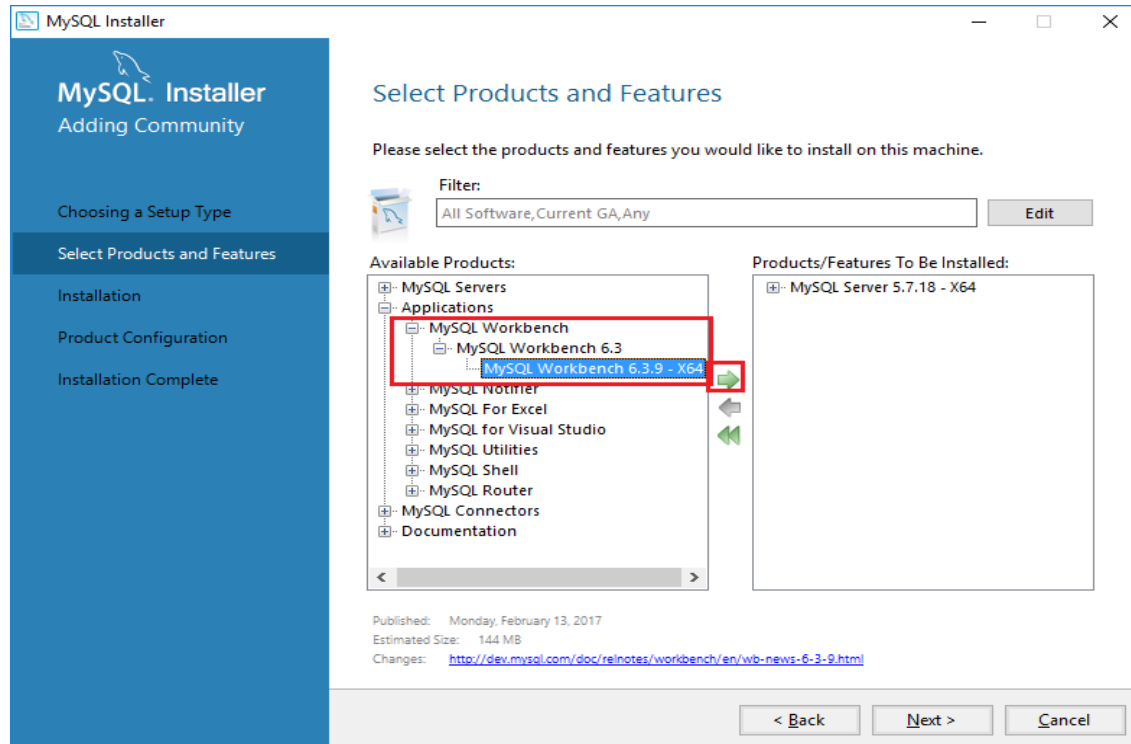 MySQL Installer
MySQL. Installer
Adding Community
Choosing a Setup Type
Select Products and Features
Installation
Product Configuration
Installation Complete
Select Products and Features
Please select the products and features you would like to install on this machine.
Filter:
All Software,Current GA,Any
Edit
Available Products:
MySQL Servers
Applications
MySQL Workbench
MySQL Workbench 6.3
MySQL Workbench 6.3.9 - X64
MySQL Notifier
MySQL For Excel
MySQL for Visual Studio
MySQL Utilities
MySQL Shell
MySQL Router
MySQL Connectors
Documentation
Products/Features To Be Installed:
MySQL Server 5.7.18 - X64
Published: Monday, February 13, 2017
Estimated Size: 144 MB
Changes: http://dev.mysql.com/doc/relnotes/workbench/en/wb-news-6-3-9.html
< Back
Next >
Cancel